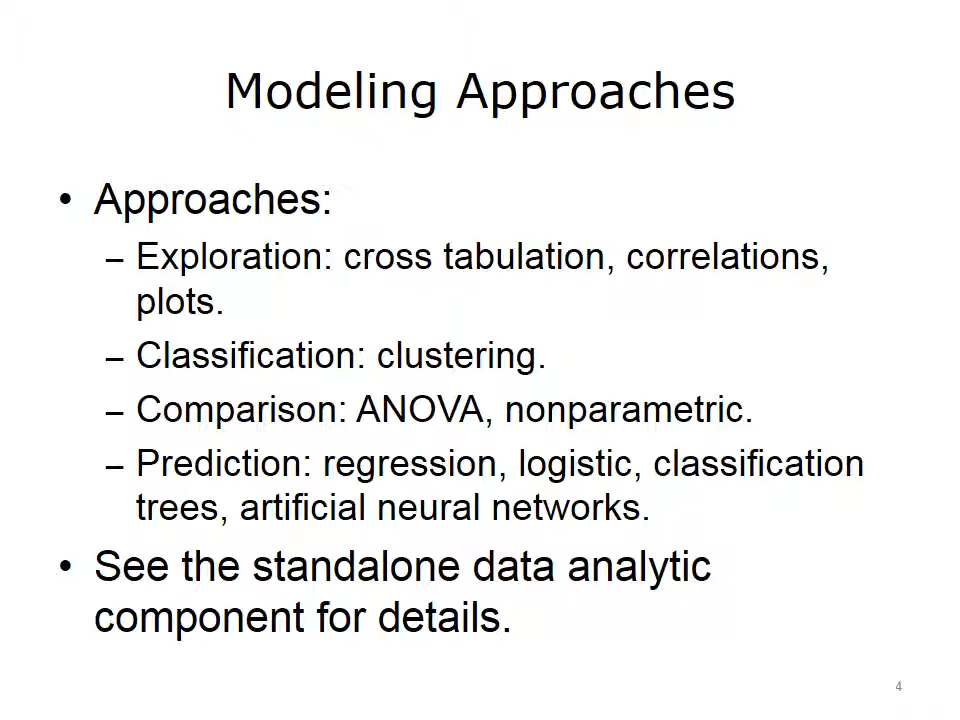 Modeling Approaches
• Approaches:
– Exploration: cross tabulation, correlations,
plots.
– Classification: clustering.
– Comparison: ANOVA, nonparametric.
– Prediction: regression, logistic, classification
trees, artificial neural networks.
• See the standalone data analytic
component for details.
4